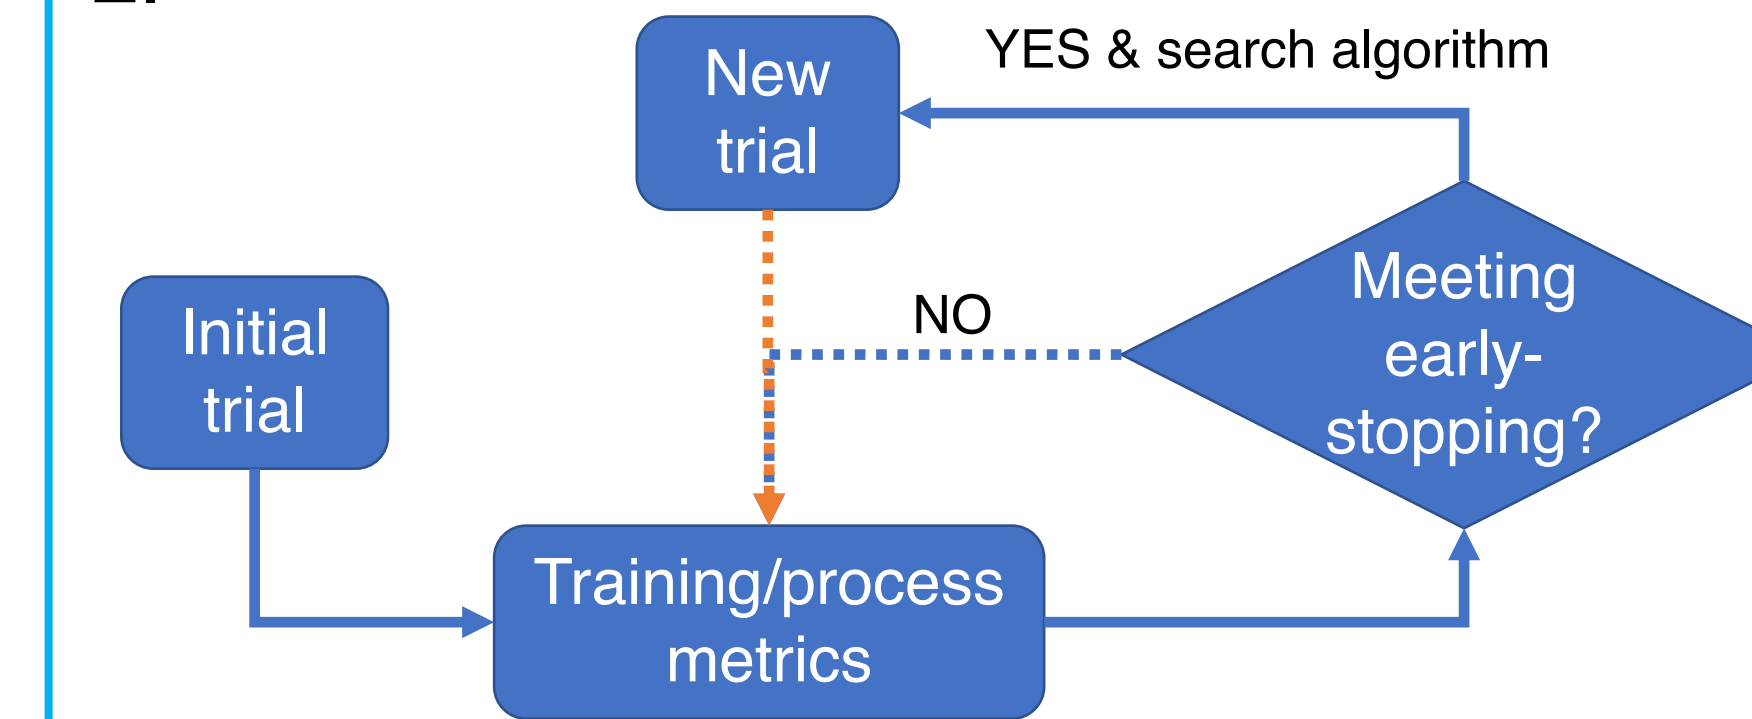 New
trial
YES & search algorithm
Initial
trial
NO
Meeting
early-
stopping?
Training/process
metrics